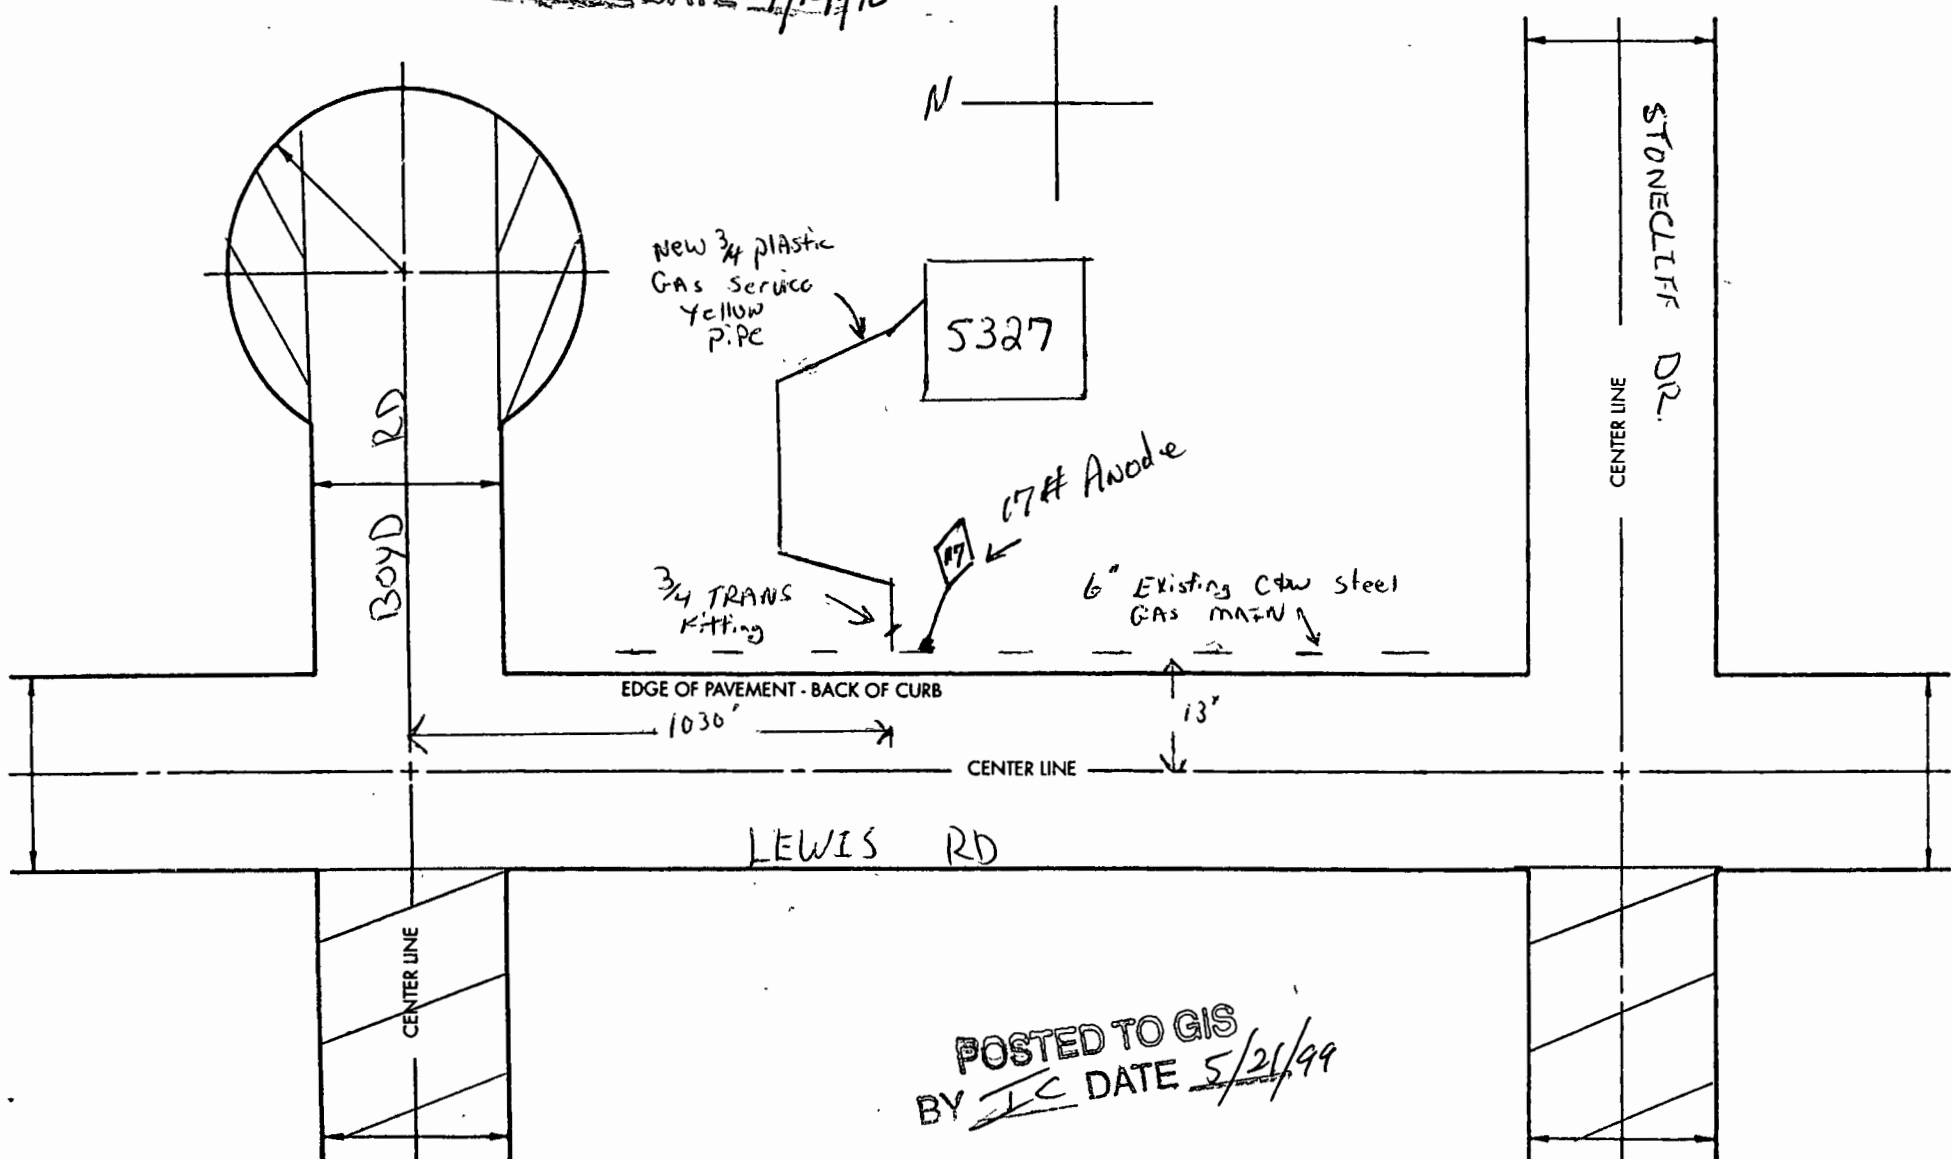 DATE
N
STONECLIFF DR.
New 3/4 plastic
GAs Service
Yellow
PiPe
5327
BOYD RD
CENTER LINE
17# Anode
17
3/4 TRANS
Fitting
6" Existing C&W Steel
GAs MAIN
EDGE OF PAVEMENT - BACK OF CURB
1030'
13'
CENTER LINE
LEWIS RD
CENTER LINE
POSTED TO GIS
BY IC DATE 5/21/99